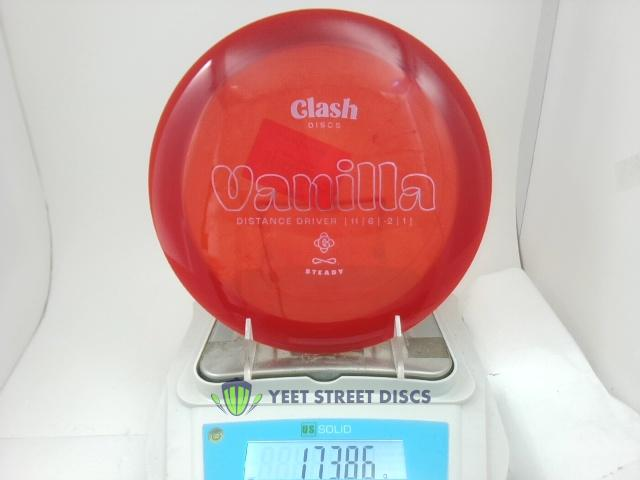 Clash
DISCS
Vanilla
DISTANCE DRIVER | 11 | 6 | -2 | 1 |
STEADY
YEET STREET DISCS
US SOLID
173.86 g